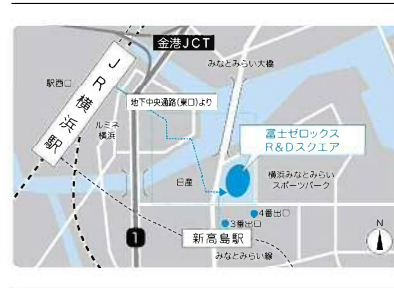 金港JCT
みなとみらい大橋
駅西口
JR横浜駅
地下中央通路(東口)より
ルミネ
横浜
富士ゼロックス
R&Dスクエア
日産
横浜みなとみらい
スポーツパーク
4番出口
3番出口
N
1
新高島駅
みなとみらい線